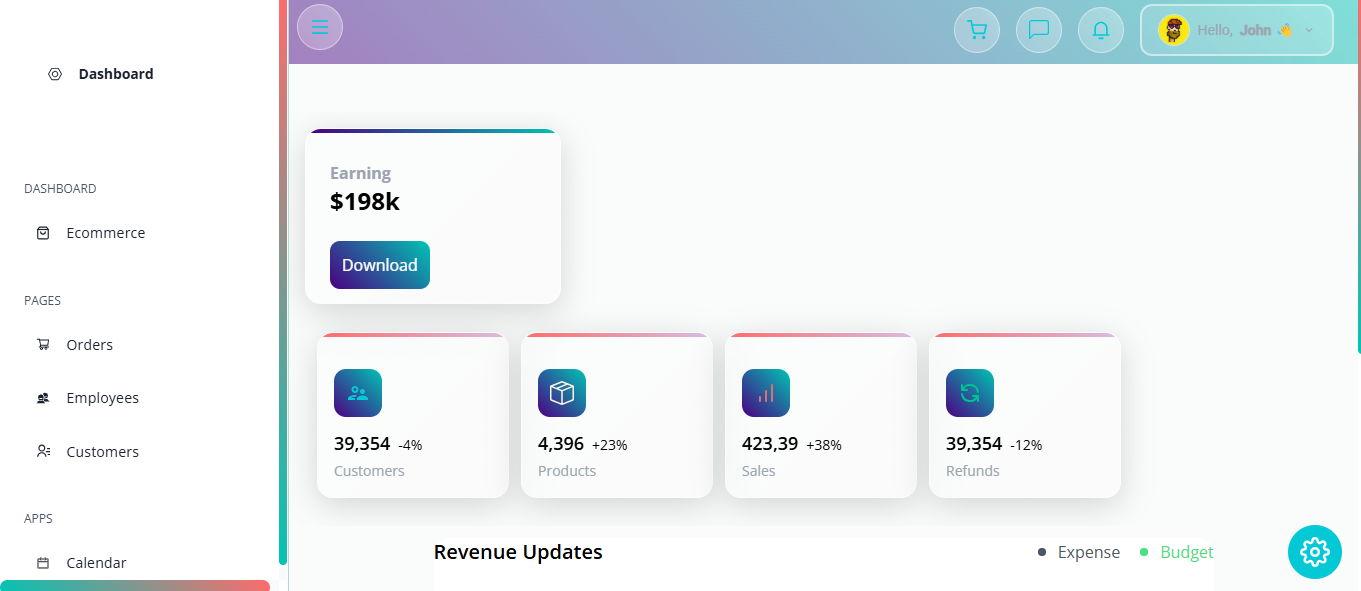 Dashboard
DASHBOARD
Ecommerce
PAGES
Orders
Employees
Customers
APPS
Calendar
Hello, John 👋
Earning
$198k
Download
39,354 -4%
Customers
4,396 +23%
Products
423,39 +38%
Sales
39,354 -12%
Refunds
Revenue Updates
Expense
Budget